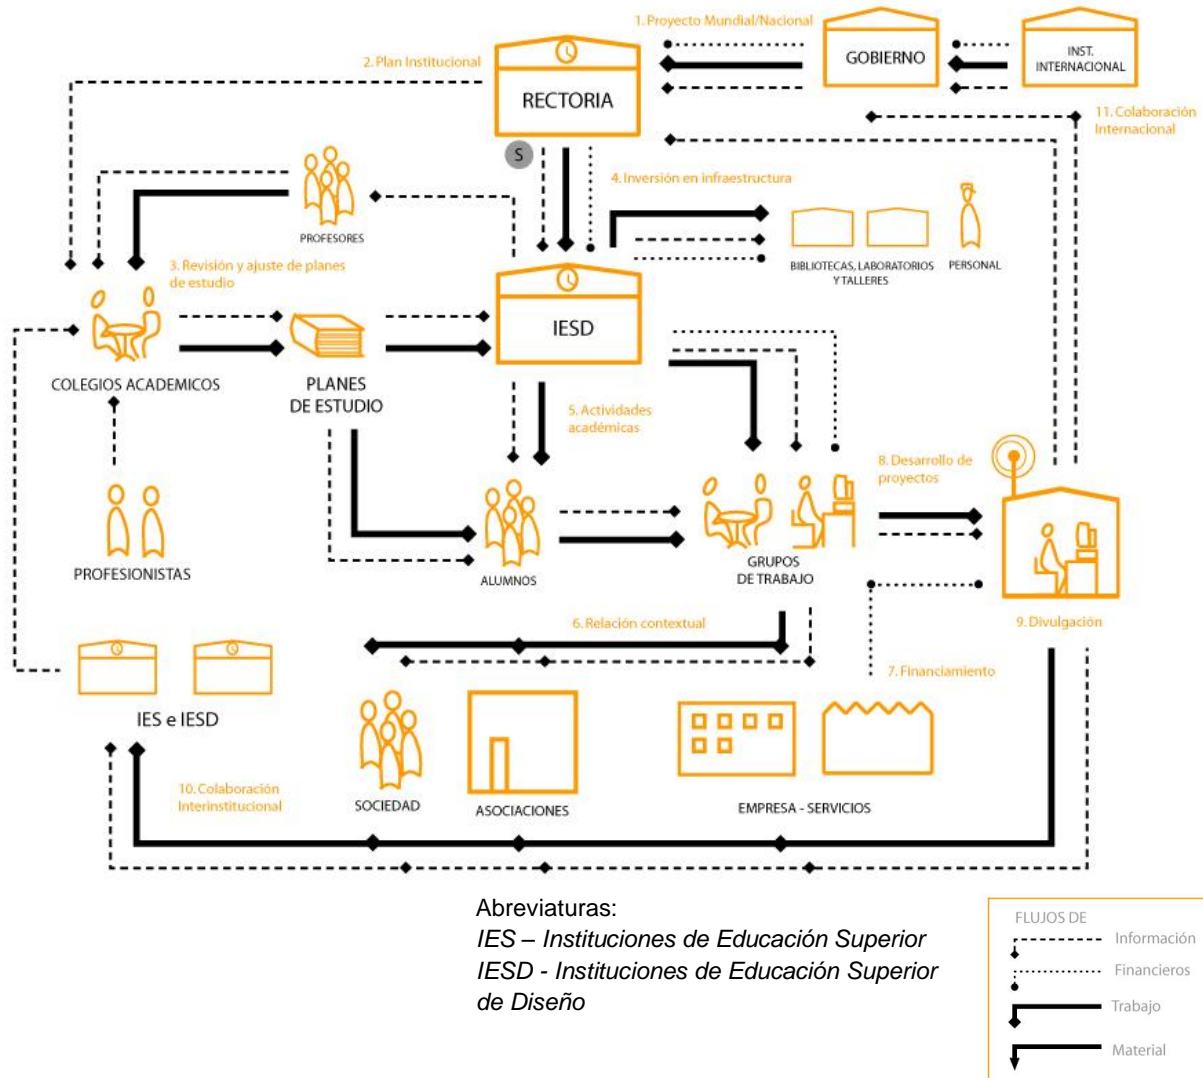 1. Proyecto Mundial/Nacional
GOBIERNO
INST.
INTERNACIONAL
2. Plan Institucional
RECTORIA
S
11. Colaboración
Internacional
4. Inversión en infraestructura
PROFESORES
BIBLIOTECAS, LABORATORIOS
Y TALLERES
PERSONAL
3. Revisión y ajuste de planes
de estudio
IESD
COLEGIOS ACADEMICOS
PLANES
DE ESTUDIO
5. Actividades
académicas
8. Desarrollo de
proyectos
PROFESIONISTAS
ALUMNOS
GRUPOS
DE TRABAJO
6. Relación contextual
9. Divulgación
7. Financiamiento
IES e IESD
10. Colaboración
Interinstitucional
SOCIEDAD
ASOCIACIONES
EMPRESA - SERVICIOS
Abreviaturas:
IES – Instituciones de Educación Superior
IESD - Instituciones de Educación Superior
de Diseño
FLUJOS DE
Información
Financieros
Trabajo
Material